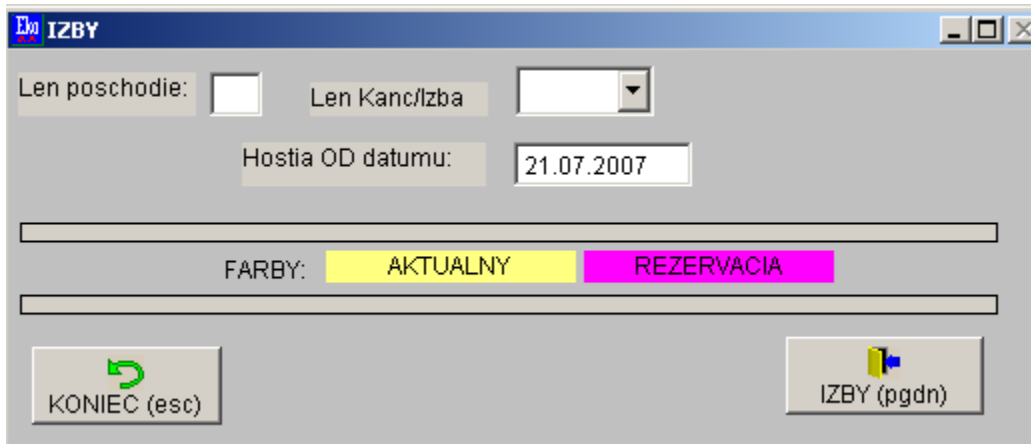 Eko IZBY
Len poschodie: Len Kanc/Izba
Hostia OD datumu: 21.07.2007
FARBY: AKTUALNY REZERVACIA
KONIEC (esc) IZBY (pgdn)